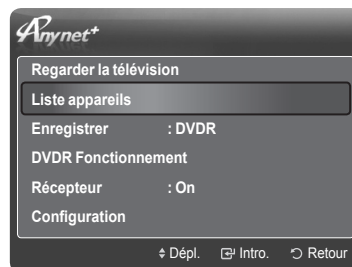 Anynet+
Regarder la télévision
Liste appareils
Enregistrer : DVDR
DVDR Fonctionnement
Récepteur : On
Configuration
Dépl. Intro. Retour